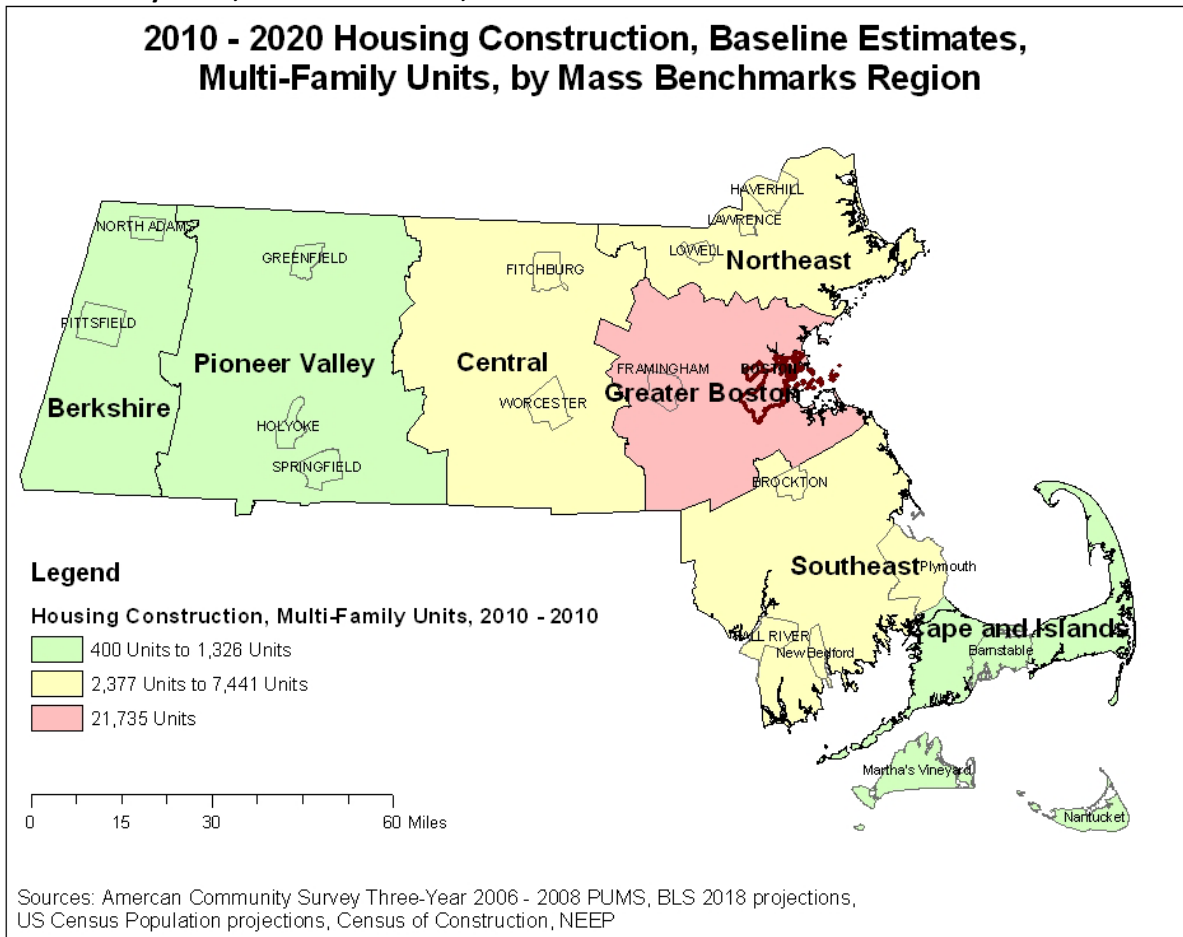 2010 - 2020 Housing Construction, Baseline Estimates,
Multi-Family Units, by Mass Benchmarks Region
HAVERHILL
LAWRENCE
NORTH ADAMS
LOWELL
GREENFIELD
Northeast
FITCHBURG
PITTSFIELD
Pioneer Valley
Central
FRAMINGHAM
BOSTON
Greater Boston
Berkshire
WORCESTER
HOLYOKE
SPRINGFIELD
BROCKTON
Southeast
Plymouth
Cape and Islands
FALL RIVER
New Bedford
Barnstable
Martha's Vineyard
Nantucket
Legend
Housing Construction, Multi-Family Units, 2010 - 2010
400 Units to 1,326 Units
2,377 Units to 7,441 Units
21,735 Units
0 15 30 60 Miles
Sources: Amercan Community Survey Three-Year 2006 - 2008 PUMS, BLS 2018 projections,
US Census Population projections, Census of Construction, NEEP